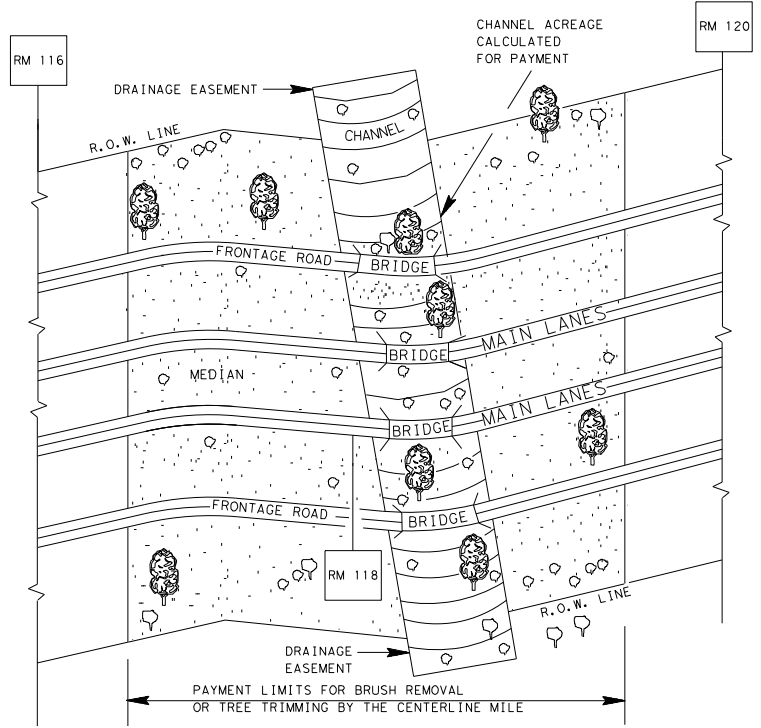 CHANNEL ACREAGE
CALCULATED
FOR PAYMENT
RM 120
RM 116
DRAINAGE EASEMENT
CHANNEL
R.O.W. LINE
FRONTAGE ROAD
BRIDGE
MAIN LANES
BRIDGE
MEDIAN
MAIN LANES
BRIDGE
FRONTAGE ROAD
BRIDGE
RM 118
R.O.W. LINE
DRAINAGE
EASEMENT
PAYMENT LIMITS FOR BRUSH REMOVAL
OR TREE TRIMMING BY THE CENTERLINE MILE